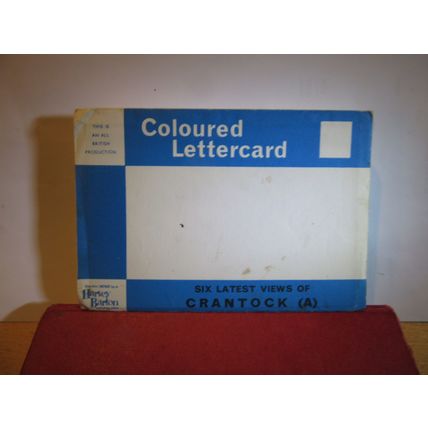 THIS IS
AN ALL
BRITISH
PRODUCTION
Coloured
Lettercard
Harvey
Barton
SIX LATEST VIEWS OF
CRANTOCK (A)